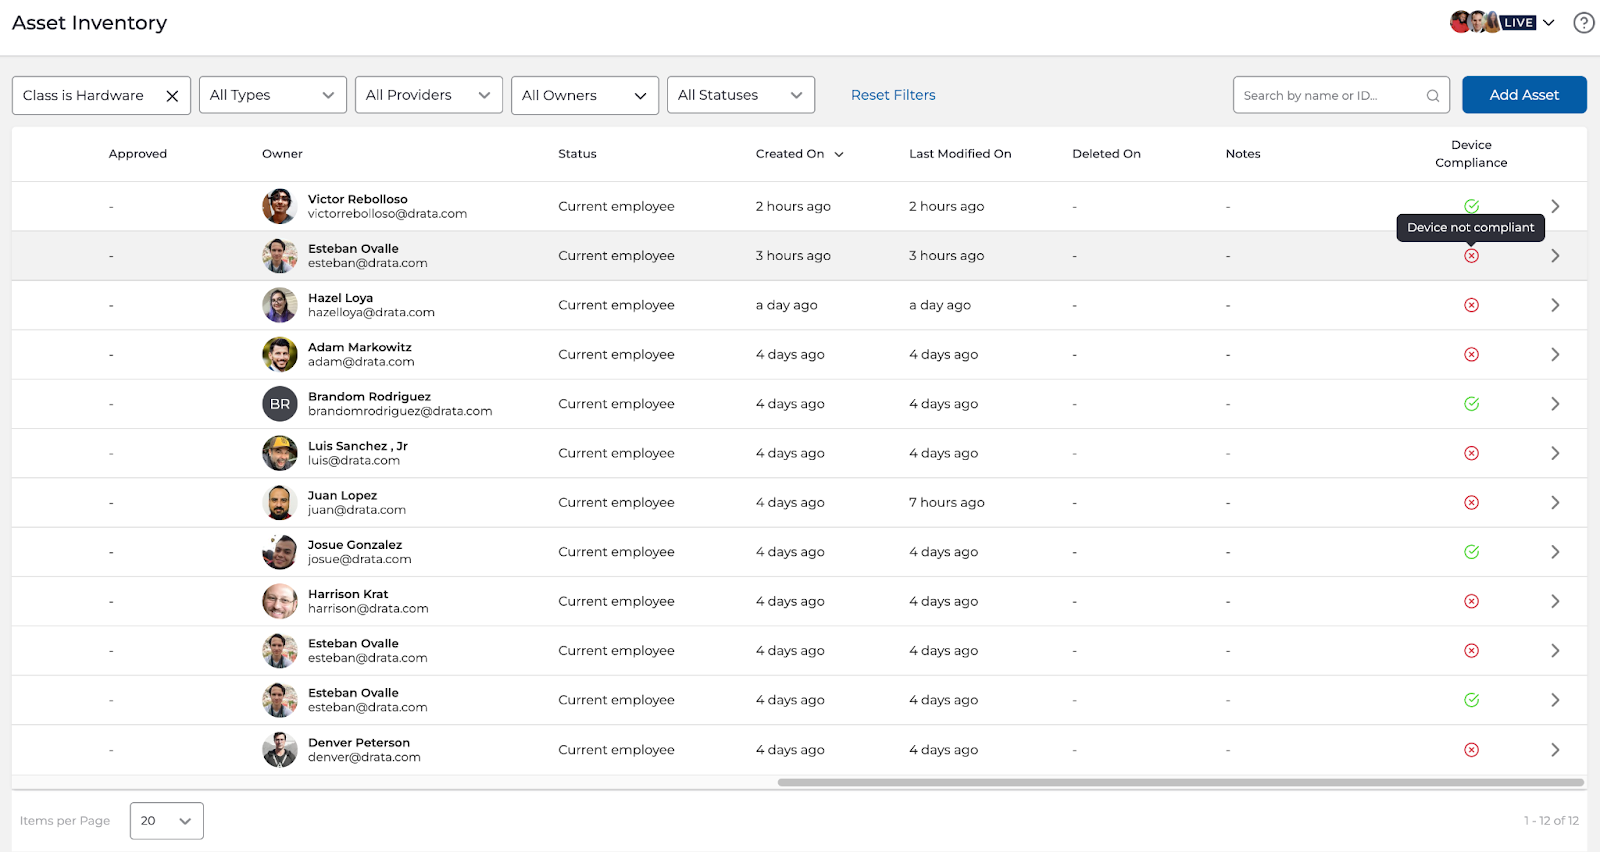 Asset Inventory
LIVE
Class is Hardware
All Types
All Providers
All Owners
All Statuses
Reset Filters
Search by name or ID...
Add Asset
Approved Owner Status Created On Last Modified On Deleted On Notes Device Compliance
- Victor Rebolloso Current employee 2 hours ago 2 hours ago - -
victorrebolloso@drata.com
Device not compliant
- Esteban Ovalle Current employee 3 hours ago 3 hours ago - -
esteban@drata.com
- Hazel Loya Current employee a day ago a day ago - -
hazelloya@drata.com
- Adam Markowitz Current employee 4 days ago 4 days ago - -
adam@drata.com
- BR Brandom Rodriguez Current employee 4 days ago 4 days ago - -
brandomrodriguez@drata.com
- Luis Sanchez , Jr Current employee 4 days ago 4 days ago - -
luis@drata.com
- Juan Lopez Current employee 4 days ago 7 hours ago - -
juan@drata.com
- Josue Gonzalez Current employee 4 days ago 4 days ago - -
josue@drata.com
- Harrison Krat Current employee 4 days ago 4 days ago - -
harrison@drata.com
- Esteban Ovalle Current employee 4 days ago 4 days ago - -
esteban@drata.com
- Esteban Ovalle Current employee 4 days ago 4 days ago - -
esteban@drata.com
- Denver Peterson Current employee 4 days ago 4 days ago - -
denver@drata.com
Items per Page 20
1 - 12 of 12